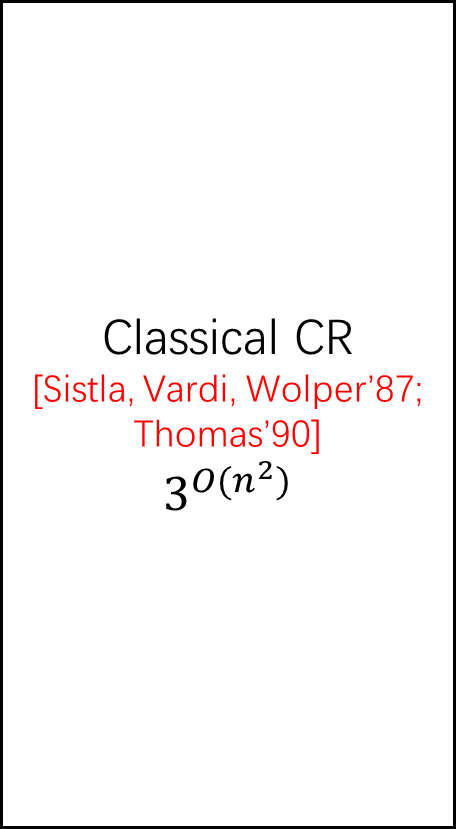 Classical CR
[Sistla, Vardi, Wolper’87;
Thomas’90]
3^{O(n^2)}